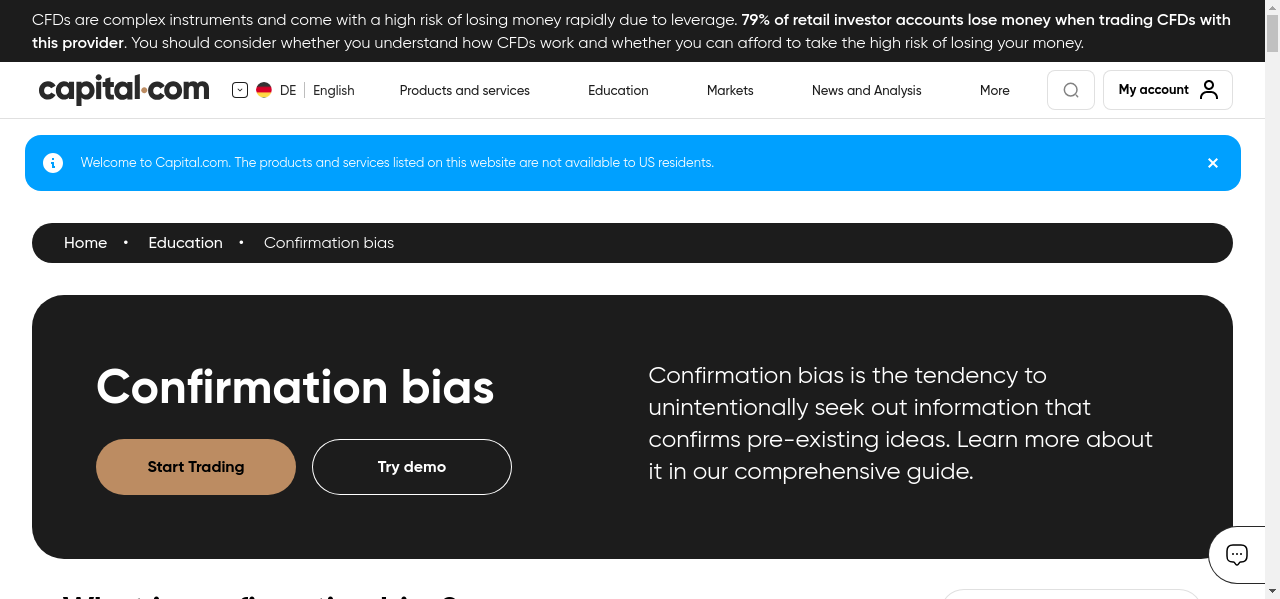 CFDs are complex instruments and come with a high risk of losing money rapidly due to leverage. 79% of retail investor accounts lose money when trading CFDs with
this provider. You should consider whether you understand how CFDs work and whether you can afford to take the high risk of losing your money.
capital.com DE English Products and services Education Markets News and Analysis More My account
Welcome to Capital.com. The products and services listed on this website are not available to US residents.
Home • Education • Confirmation bias
Confirmation bias
Start Trading Try demo
Confirmation bias is the tendency to
unintentionally seek out information that
confirms pre-existing ideas. Learn more about
it in our comprehensive guide.
What is confirmation bias?